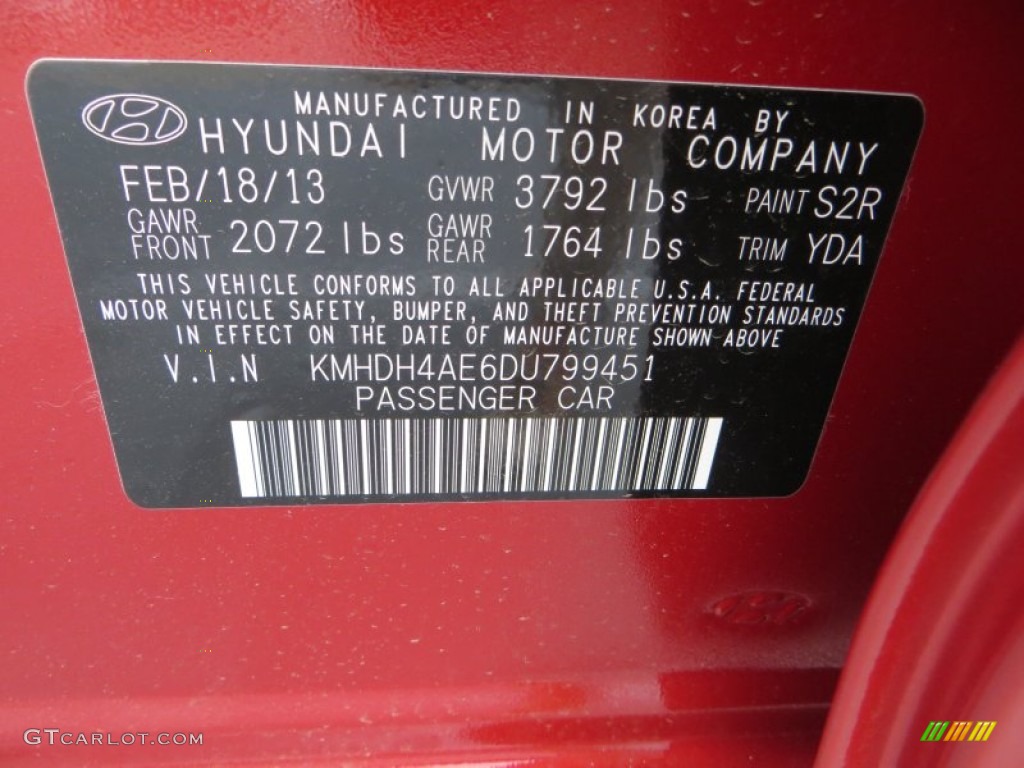 MANUFACTURED IN KOREA BY
HYUNDAI MOTOR COMPANY
FEB/18/13 GVWR 3792 lbs PAINT S2R
GAWR FRONT 2072 lbs GAWR REAR 1764 lbs TRIM YDA
THIS VEHICLE CONFORMS TO ALL APPLICABLE U.S.A. FEDERAL
MOTOR VEHICLE SAFETY, BUMPER, AND THEFT PREVENTION STANDARDS
IN EFFECT ON THE DATE OF MANUFACTURE SHOWN ABOVE
V.I.N KMHDH4AE6DU799451
PASSENGER CAR
GTCARLOT.COM